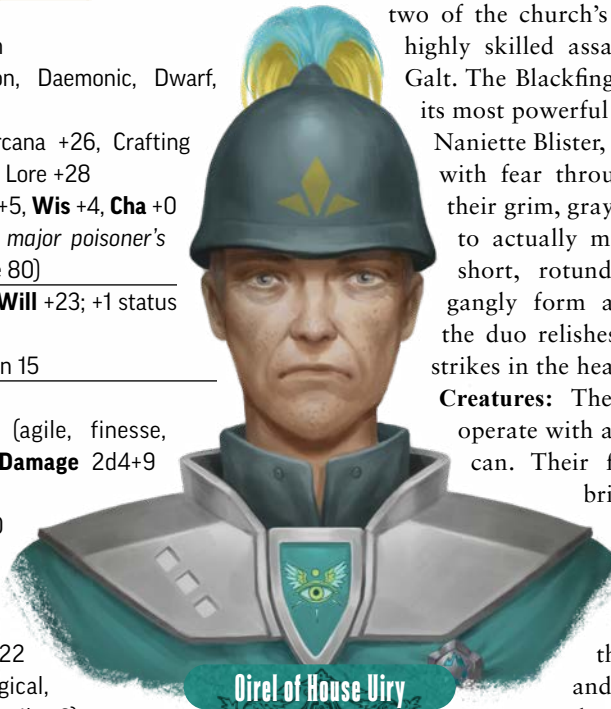 n
on, Daemonic, Dwarf,
rcana +26, Crafting
Lore +28
+5, Wis +4, Cha +0
major poisoner's
e 80)
Will +23; +1 status
n 15
(agile, finesse,
Damage 2d4+9
22
gical,
two of the church's
highly skilled assa
Galt. The Blackfing
its most powerful
Naniette Blister,
with fear throu
their grim, gray
to actually m
short, rotund
gangly form a
the duo relishes
strikes in the hea
Creatures: The
operate with a
can. Their f
bri
th
and
Oirel of House Viry